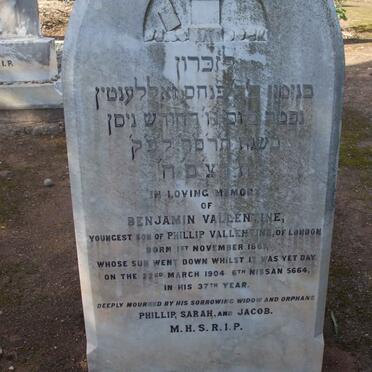 I.P.
לזכרון
בנימין
נפטר ביום ו׳ לחודש ניסן
בשנת תרסד לפק
ת נ צ ב ה
IN LOVING MEMORY
OF
BENJAMIN VALLENTINE,
YOUNGEST SON OF PHILLIP VALLENTINE, OF LONDON
BORN 1ST NOVEMBER
WHOSE SUN WENT DOWN WHILST IT WAS YET DAY
ON THE 22ND MARCH 1904 6TH NISSAN 5664,
IN HIS 37TH YEAR.
DEEPLY MOURNED BY HIS SORROWING WIDOW AND ORPHANS
PHILLIP, SARAH, AND JACOB.
M.H.S.R.I.P.